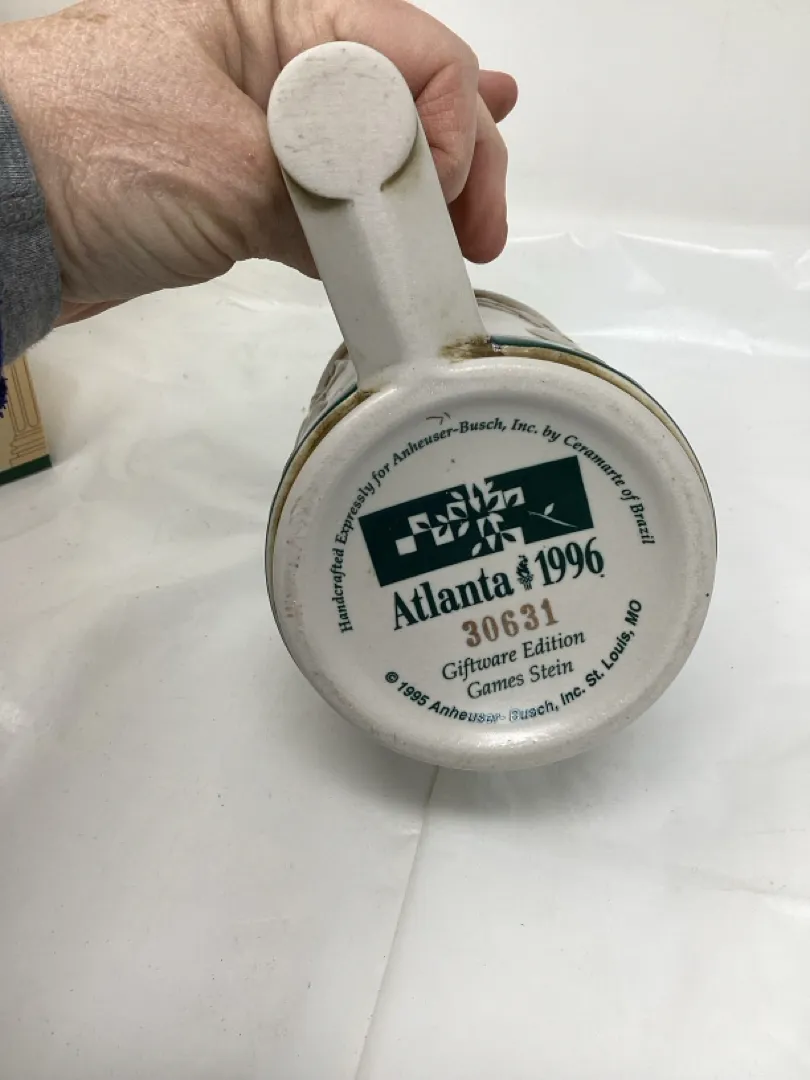 Handcrafted Expressly for Anheuser-Busch, Inc. by Ceramarte of Brazil
Atlanta 1996
30631
Giftware Edition
Games Stein
© 1995 Anheuser-Busch, Inc. St. Louis, MO